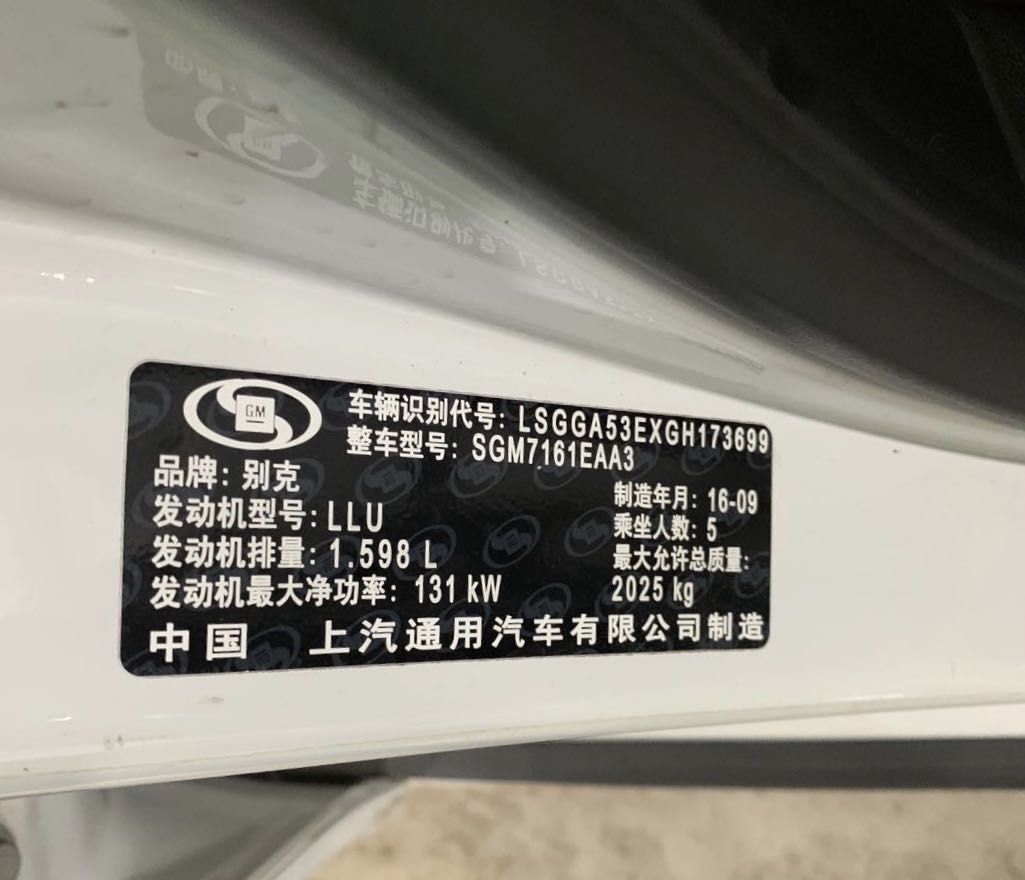 GM
车辆识别代号: LSGGA53EXGH173699
整车型号: SGM7161EAA3
品牌: 别克
发动机型号: LLU
发动机排量: 1.598 L
发动机最大净功率: 131 kW
制造年月: 16-09
乘坐人数: 5
最大允许总质量:
2025 kg
中国 上汽通用汽车有限公司制造